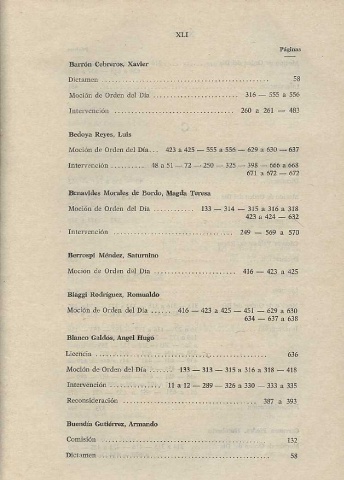 XLI
Páginas
Barrón Cebreros, Xavier
Dictamen ........ 58
Moción de Orden del Día ........ 316 — 555 a 556
Intervención ........ 260 a 261 — 483
Bedoya Reyes, Luis
Moción de Orden del Día... 423 a 425 — 555 a 556 — 629 a 630 — 637
Intervención ........ 48 a 51 — 72 — 250 — 325 — 398 — 666 a 668
671 a 672 — 672
Benavides Morales de Bordo, Magda Teresa
Moción de Orden del Día ........ 133 — 314 — 315 a 316 a 318
423 a 424 — 632
Intervención ........ 249 — 569 a 570
Berrospi Méndez, Saturnino
Moción de Orden del Día ........ 416 — 423 a 425
Biaggi Rodríguez, Romualdo
Moción de Orden del Día ...... 416 — 423 a 425 — 451 — 629 a 630
634 — 637 a 638
Blanco Galdos, Angel Hugo
Licencia ........ 636
Moción de Orden del Día ...... 133 — 313 — 315 a 316 a 318 — 418
Intervención ........ 11 a 12 — 289 — 326 a 330 — 333 a 335
Reconsideración ........ 387 a 393
Buendía Gutiérrez, Armando
Comisión ........ 132
Dictamen ........ 58